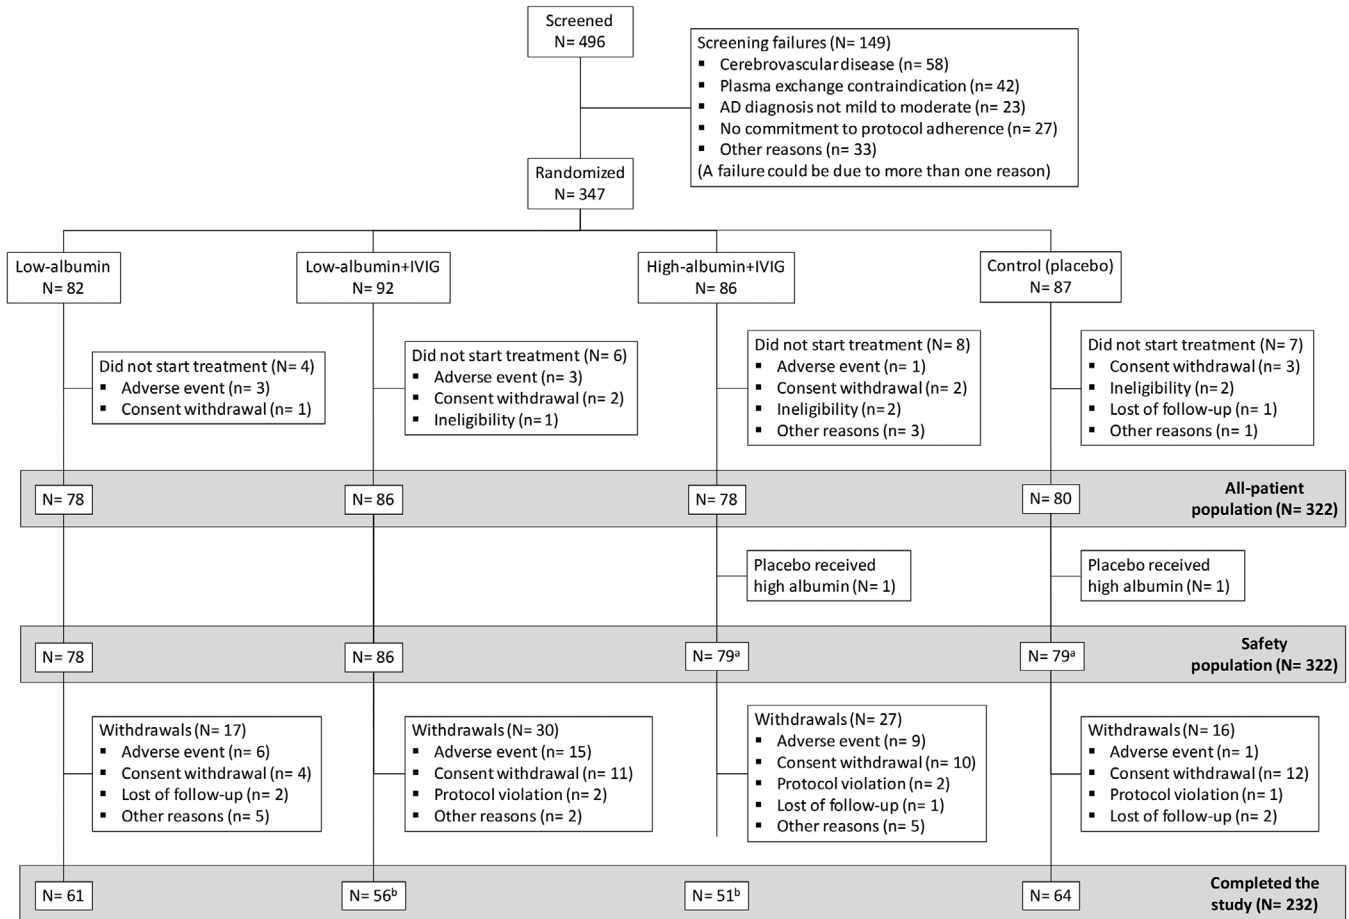 Screened
N= 496
Screening failures (N= 149)
▪ Cerebrovascular disease (n= 58)
▪ Plasma exchange contraindication (n= 42)
▪ AD diagnosis not mild to moderate (n= 23)
▪ No commitment to protocol adherence (n= 27)
▪ Other reasons (n= 33)
(A failure could be due to more than one reason)
Randomized
N= 347
Low-albumin
N= 82
Low-albumin+IVIG
N= 92
High-albumin+IVIG
N= 86
Control (placebo)
N= 87
Did not start treatment (N= 4)
▪ Adverse event (n= 3)
▪ Consent withdrawal (n= 1)
Did not start treatment (N= 6)
▪ Adverse event (n= 3)
▪ Consent withdrawal (n= 2)
▪ Ineligibility (n= 1)
Did not start treatment (N= 8)
▪ Adverse event (n= 1)
▪ Consent withdrawal (n= 2)
▪ Ineligibility (n= 2)
▪ Other reasons (n= 3)
Did not start treatment (N= 7)
▪ Consent withdrawal (n= 3)
▪ Ineligibility (n= 2)
▪ Lost of follow-up (n= 1)
▪ Other reasons (n= 1)
N= 78
N= 86
N= 78
N= 80
All-patient
population (N= 322)
Placebo received
high albumin (N= 1)
Placebo received
high albumin (N= 1)
N= 78
N= 86
N= 79ᵃ
N= 79ᵃ
Safety
population (N= 322)
Withdrawals (N= 17)
▪ Adverse event (n= 6)
▪ Consent withdrawal (n= 4)
▪ Lost of follow-up (n= 2)
▪ Other reasons (n= 5)
Withdrawals (N= 30)
▪ Adverse event (n= 15)
▪ Consent withdrawal (n= 11)
▪ Protocol violation (n= 2)
▪ Other reasons (n= 2)
Withdrawals (N= 27)
▪ Adverse event (n= 9)
▪ Consent withdrawal (n= 10)
▪ Protocol violation (n= 2)
▪ Lost of follow-up (n= 1)
▪ Other reasons (n= 5)
Withdrawals (N= 16)
▪ Adverse event (n= 1)
▪ Consent withdrawal (n= 12)
▪ Protocol violation (n= 1)
▪ Lost of follow-up (n= 2)
N= 61
N= 56ᵇ
N= 51ᵇ
N= 64
Completed the
study (N= 232)